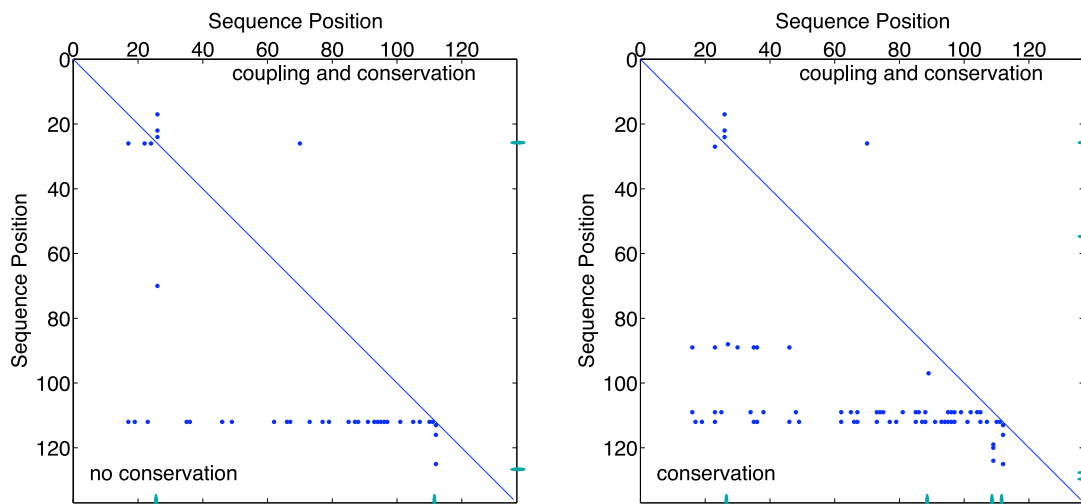 Sequence Position
0 20 40 60 80 100 120
coupling and conservation
0
20
40
60
80
100
120
Sequence Position
no conservation
Sequence Position
0 20 40 60 80 100 120
coupling and conservation
0
20
40
60
80
100
120
Sequence Position
conservation